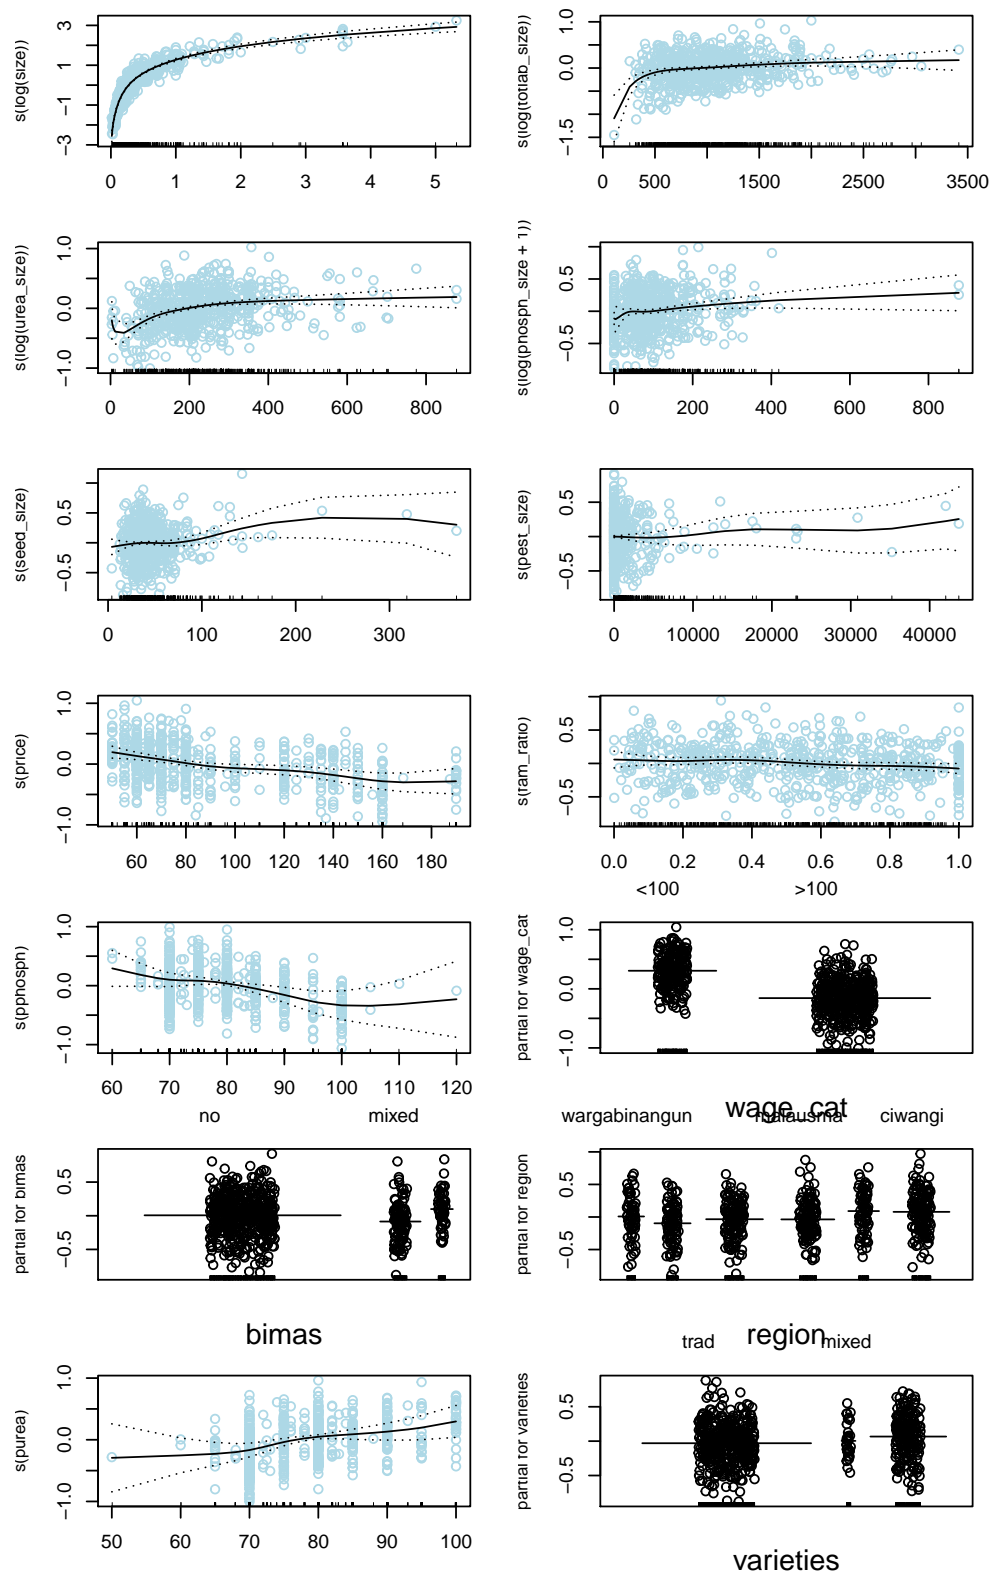 s(log(size))
3
1
−1
−3
0 1 2 3 4 5
s(log(totlab_size))
0.0
−1.5
0 500 1500 2500 3500
s(log(urea_size))
1.0
0.0
−1.0
0 200 400 600 800
s(log(phosph_size + 1))
0.5
−0.5
0 200 400 600 800
s(seed_size)
0.5
−0.5
0 100 200 300
s(pest_size)
0.5
−0.5
0 10000 20000 30000 40000
s(price)
1.0
0.0
−1.0
60 80 100 120 140 160 180
s(fam_ratio)
0.5
−0.5
0.0 0.2 0.4 0.6 0.8 1.0
s(pphosph)
1.0
0.0
−1.0
60 70 80 90 100 110 120
<100 >100
partial for wage_cat
1.0
0.0
−1.0
wage_cat
no mixed
partial for bimas
0.5
−0.5
bimas
wargabinangun malausma ciwangi
partial for region
0.5
−0.5
region
s(purea)
1.0
0.0
−1.0
50 60 70 80 90 100
trad mixed
partial for varieties
0.5
−0.5
varieties